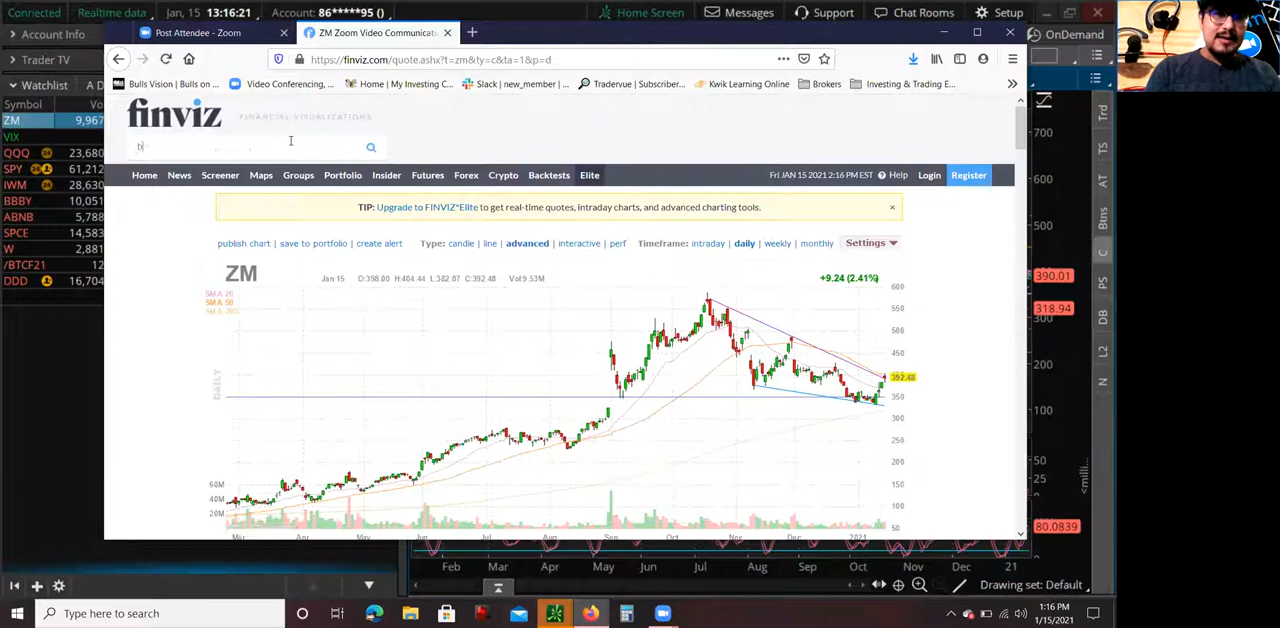 Connected Realtime data Jan, 15 13:16:21 Account: 86*****95 () Home Screen Messages Support Chat Rooms Setup
Account Info
Post Attendee - Zoom
ZM Zoom Video Communicati
OnDemand
Trader TV
https://finviz.com/quote.ashx?t=zm&ty=c&ta=1&p=d
Watchlist A D
Bulls Vision | Bulls on ... Video Conferencing, ... Home | My Investing C... Slack | new_member | ... Tradervue | Subscriber... Kwik Learning Online Brokers Investing & Trading E...
Symbol Vo
ZM 9,967
VIX
QQQ 23,680
SPY 61,212
IWM 28,630
BBBY 10,051
ABNB 5,788
SPCE 14,583
W 2,881
/BTCF21 12
DDD 16,704
finviz FINANCIAL VISUALIZATIONS
b
Home News Screener Maps Groups Portfolio Insider Futures Forex Crypto Backtests Elite Fri JAN 15 2021 2:16 PM EST Help Login Register
TIP: Upgrade to FINVIZ*Elite to get real-time quotes, intraday charts, and advanced charting tools. ×
publish chart | save to portfolio | create alert Type: candle | line | advanced | interactive | perf Timeframe: intraday | daily | weekly | monthly Settings
ZM Jan 15 O:398.00 H:404.44 L:382.07 C:392.48 Vol:9.53M +9.24 (2.41%)
SMA 20
SMA 50
SMA 200
DAILY
600
550
500
450
392.48
350
300
250
200
150
100
50
60M
40M
20M
Mar Apr May Jun Jul Aug Sep Oct Nov Dec 2021
700
600
500
390.01
318.94
300
200
100
50
25
<milli...
80.0839
Trd
TS
AT
Btns
C
PS
DB
L2
N
Feb Mar Apr May Jun Jul Aug Sep Oct Nov Dec 21
Drawing set: Default
Type here to search
1:16 PM
1/15/2021